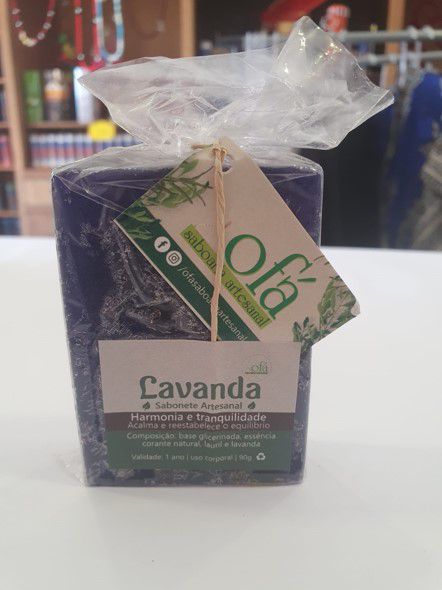 ofá
saboaria artesanal
/ofasaboariaartesanal
ofá
Lavanda
Sabonete Artesanal
Harmonia e tranquilidade
Acalma e reestabelece o equilíbrio
Composição: base glicerinada, essência
corante natural, lauril e lavanda
Validade: 1 ano | uso corporal | 90g